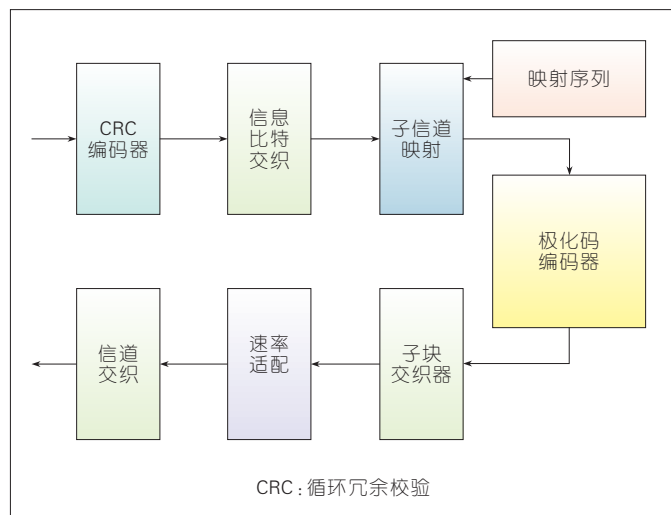 CRC
编码器
信息
比特
交织
子信道
映射
映射序列
极化码
编码器
子块
交织器
速率
适配
信道
交织
CRC:循环冗余校验